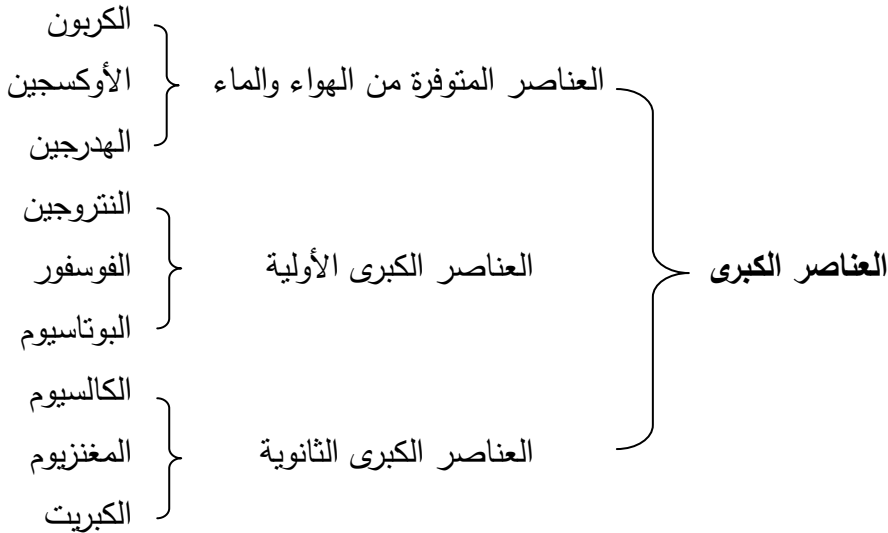 العناصر الكبرى
العناصر المتوفرة من الهواء والماء
الكربون
الأوكسجين
الهدرجين
العناصر الكبرى الأولية
النتروجين
الفوسفور
البوتاسيوم
العناصر الكبرى الثانوية
الكالسيوم
المغنزيوم
الكبريت